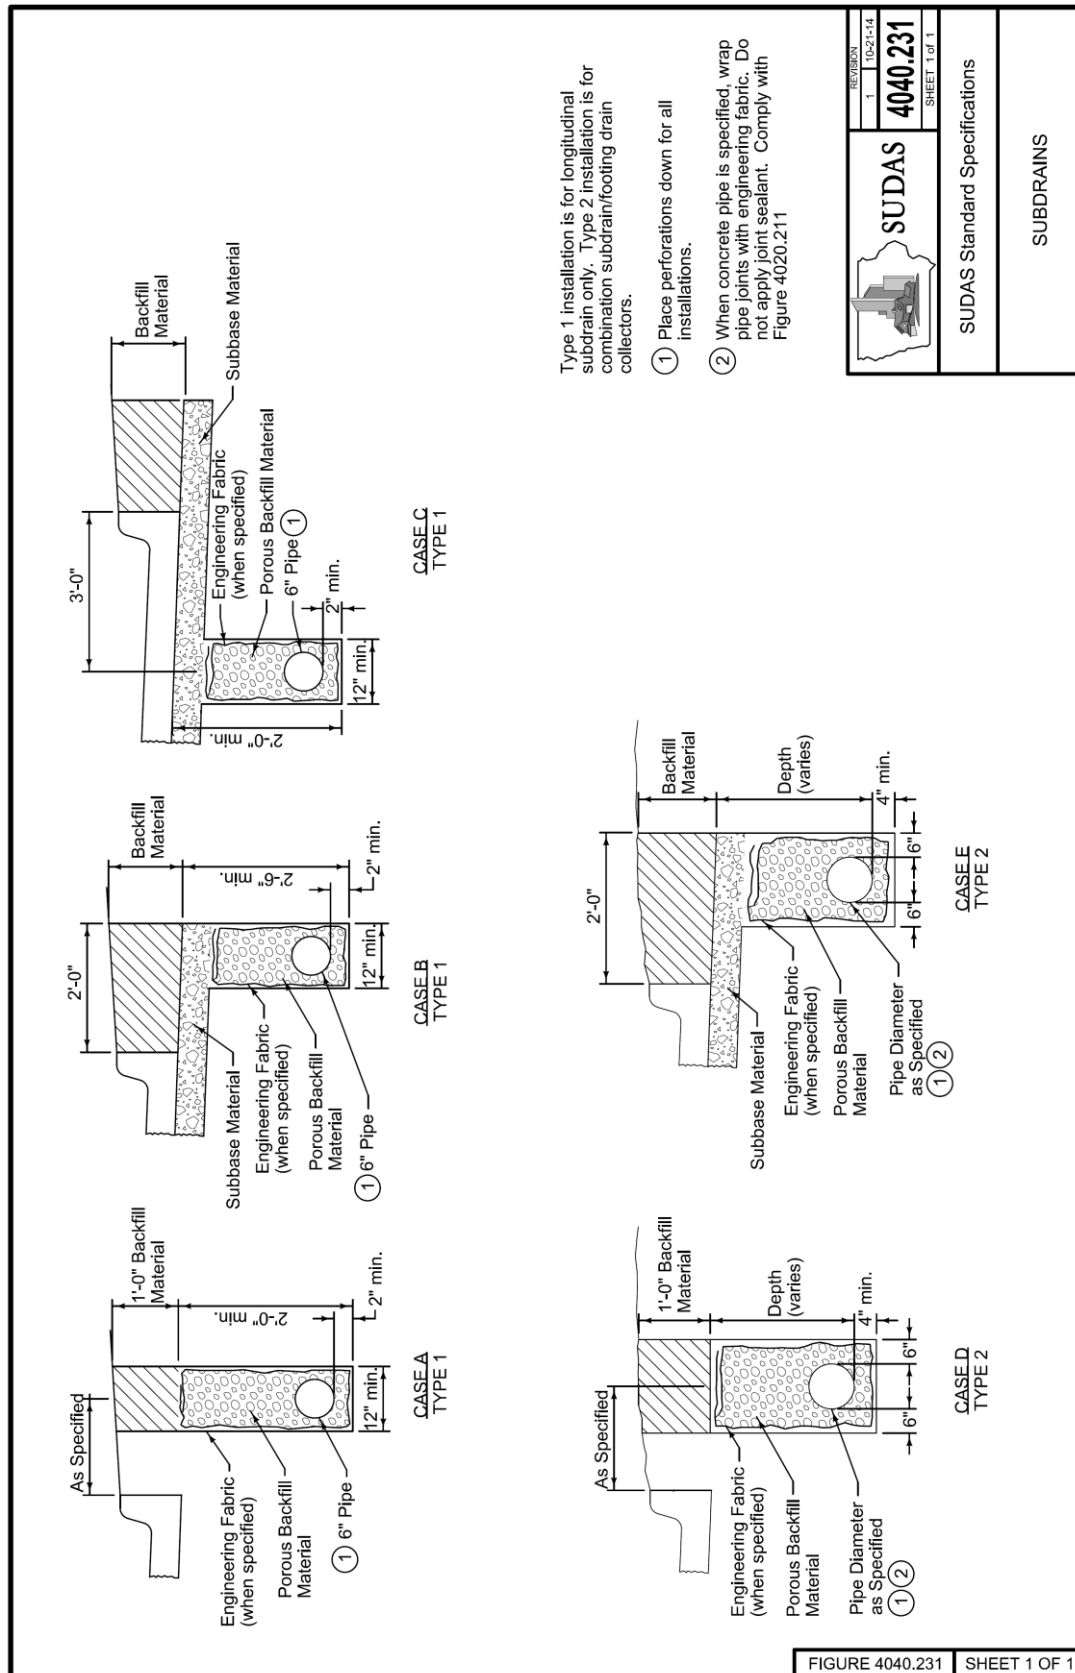 As Specified
1'-0" Backfill
Material
2'-0" min.
2" min.
12" min.
Engineering Fabric
(when specified)
Porous Backfill
Material
1 6" Pipe
CASE A
TYPE 1
2'-0"
Backfill
Material
2'-6" min.
2" min.
12" min.
Subbase Material
Engineering Fabric
(when specified)
Porous Backfill
Material
1 6" Pipe
CASE B
TYPE 1
3'-0"
Backfill
Material
Subbase Material
Engineering Fabric
(when specified)
Porous Backfill Material
6" Pipe 1
2" min.
12" min.
2'-0" min.
CASE C
TYPE 1
As Specified
1'-0" Backfill
Material
Depth
(varies)
4" min.
6"
6"
Engineering Fabric
(when specified)
Porous Backfill
Material
Pipe Diameter
as Specified
1 2
CASE D
TYPE 2
2'-0"
Backfill
Material
Depth
(varies)
4" min.
6"
6"
Subbase Material
Engineering Fabric
(when specified)
Porous Backfill
Material
Pipe Diameter
as Specified
1 2
CASE E
TYPE 2
Type 1 installation is for longitudinal
subdrain only. Type 2 installation is for
combination subdrain/footing drain
collectors.
1 Place perforations down for all
installations.
2 When concrete pipe is specified, wrap
pipe joints with engineering fabric. Do
not apply joint sealant. Comply with
Figure 4020.211
SUDAS
REVISION
1 10-21-14
4040.231
SHEET 1 of 1
SUDAS Standard Specifications
SUBDRAINS
FIGURE 4040.231 SHEET 1 OF 1